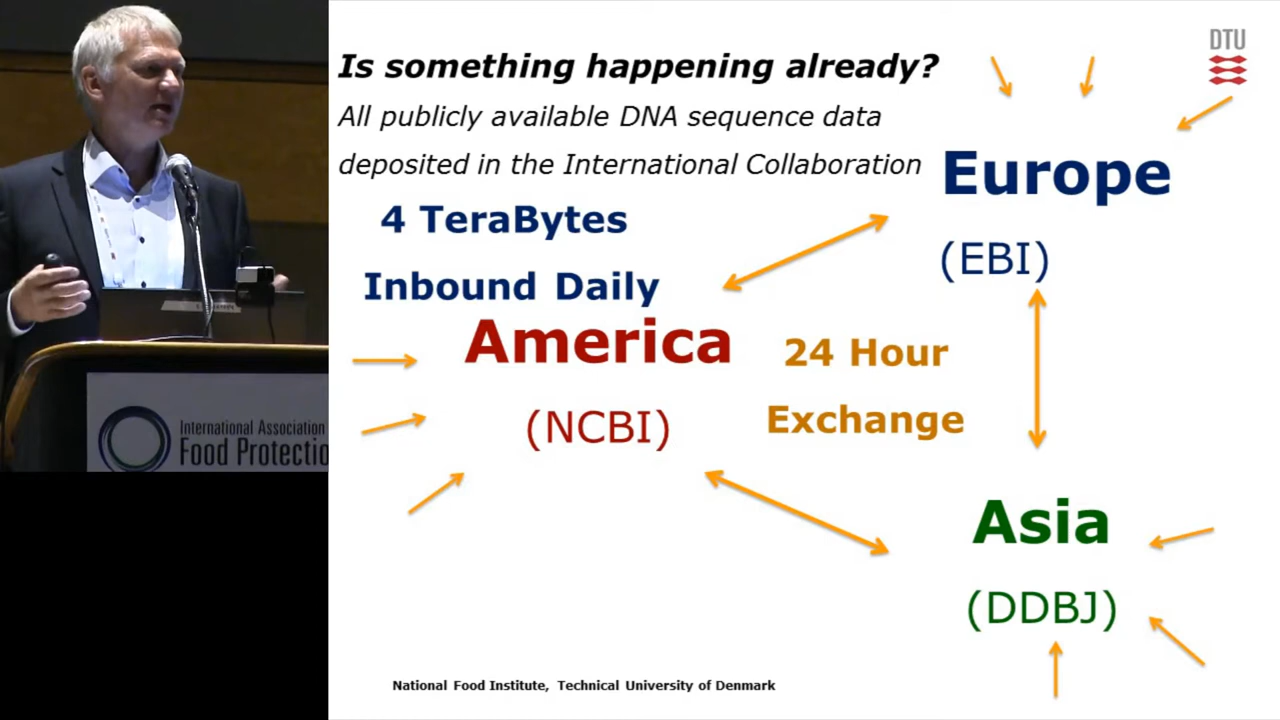 Is something happening already?
All publicly available DNA sequence data
deposited in the International Collaboration
DTU
Europe
(EBI)
4 TeraBytes
Inbound Daily
America
(NCBI)
24 Hour
Exchange
Asia
(DDBJ)
National Food Institute, Technical University of Denmark
International Association
Food Protectio